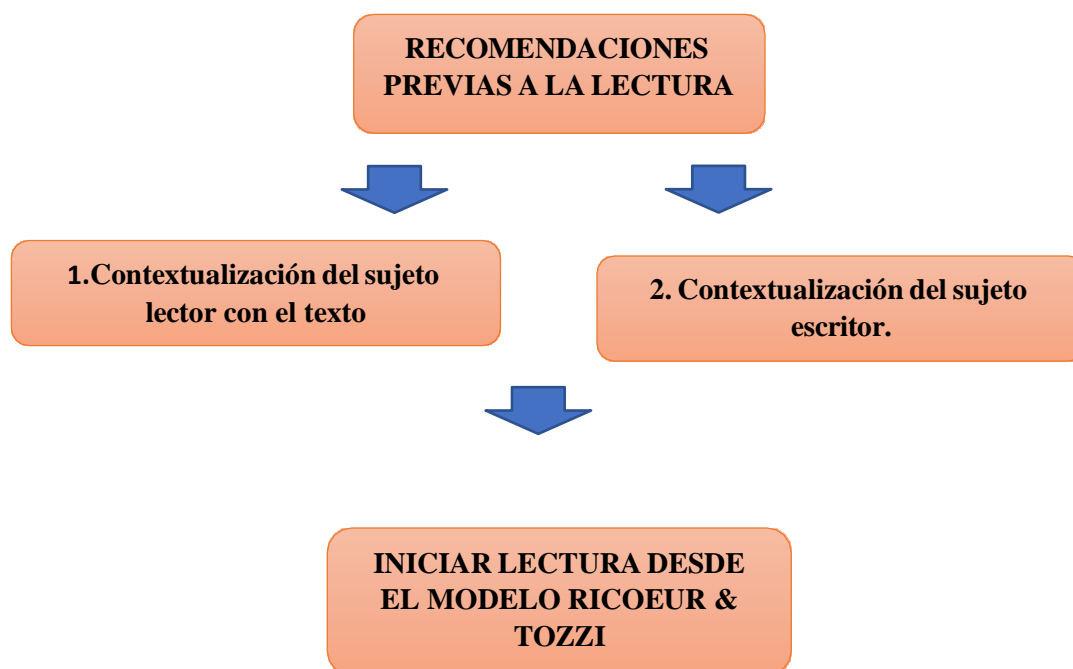 RECOMENDACIONES
PREVIAS A LA LECTURA
1.Contextualización del sujeto
lector con el texto
2. Contextualización del sujeto
escritor.
INICIAR LECTURA DESDE
EL MODELO RICOEUR &
TOZZI